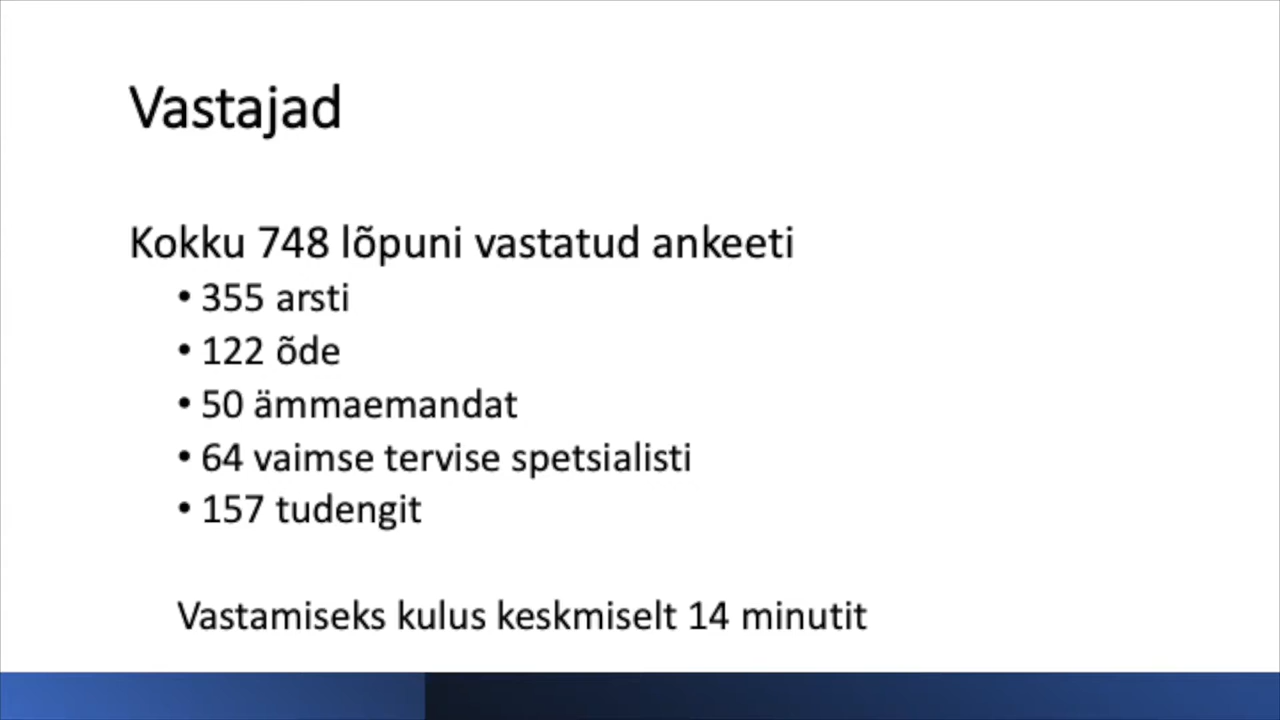 Vastajad
Kokku 748 lõpuni vastatud ankeeti
• 355 arsti
• 122 õde
• 50 ämmaemandat
• 64 vaimse tervise spetsialisti
• 157 tudengit
Vastamiseks kulus keskmiselt 14 minutit